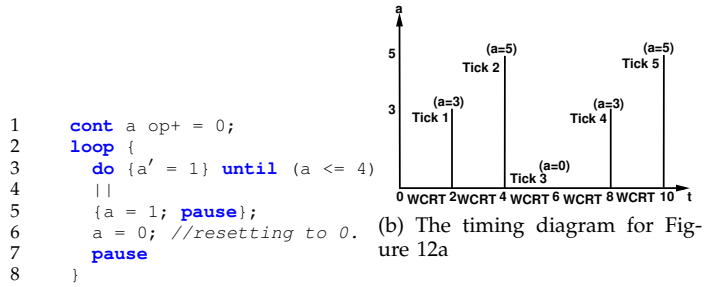 1 cont a op+ = 0;
2 loop {
3 do {a′ = 1} until (a <= 4)
4 ||
5 {a = 1; pause};
6 a = 0; //resetting to 0.
7 pause
8 }
a
5
3
(a=3)
Tick 1
(a=5)
Tick 2
Tick 3
(a=0)
(a=3)
Tick 4
(a=5)
Tick 5
0 WCRT 2 WCRT 4 WCRT 6 WCRT 8 WCRT 10 t
(b) The timing diagram for Fig-
ure 12a